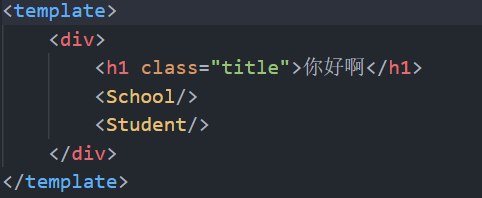 <template>
    <div>
        <h1 class="title">你好啊</h1>
        <School/>
        <Student/>
    </div>
</template>